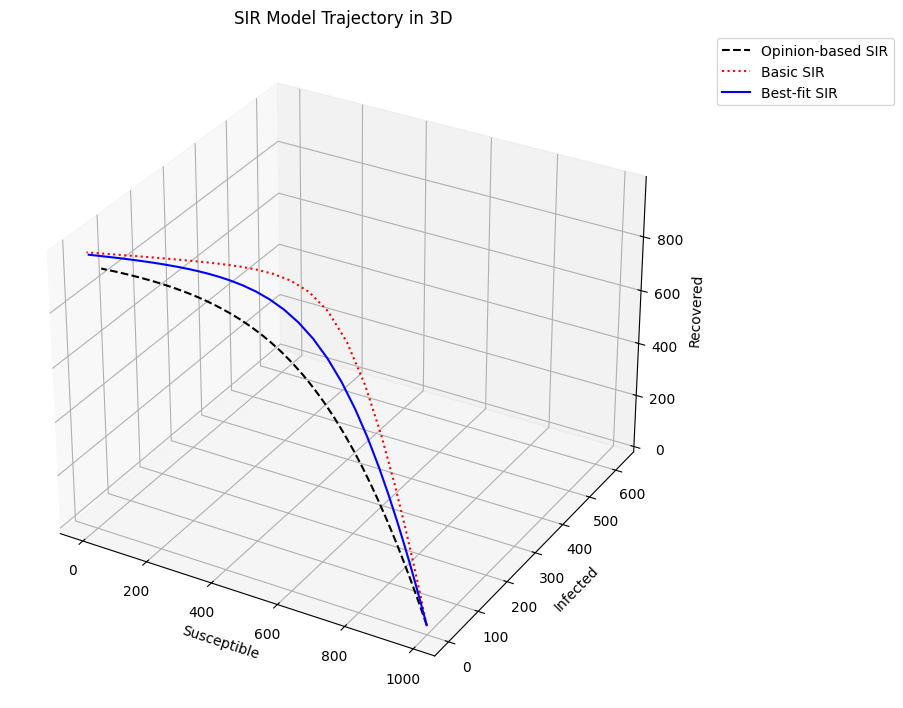 SIR Model Trajectory in 3D
Opinion-based SIR
Basic SIR
Best-fit SIR
800
600
400
200
0
Recovered
600
500
400
300
200
100
0
Infected
0
200
400
600
800
1000
Susceptible